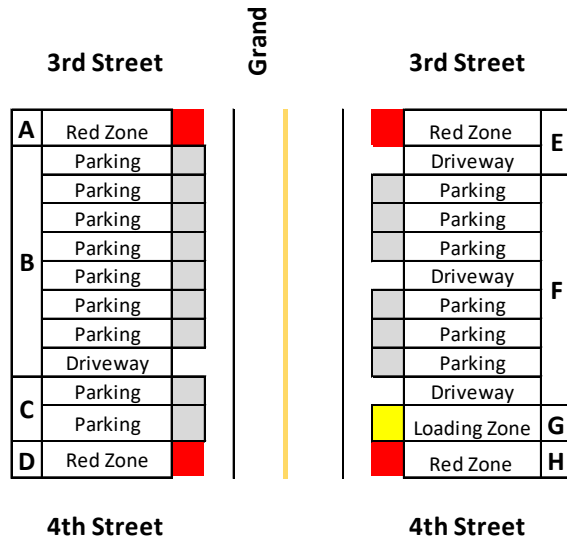 Grand
3rd Street
3rd Street
A
Red Zone
B
Parking
Parking
Parking
Parking
Parking
Parking
Parking
Driveway
C
Parking
Parking
D
Red Zone
Red Zone
E
Driveway
Parking
Parking
Parking
Driveway
F
Parking
Parking
Parking
Driveway
Loading Zone G
Red Zone H
4th Street
4th Street